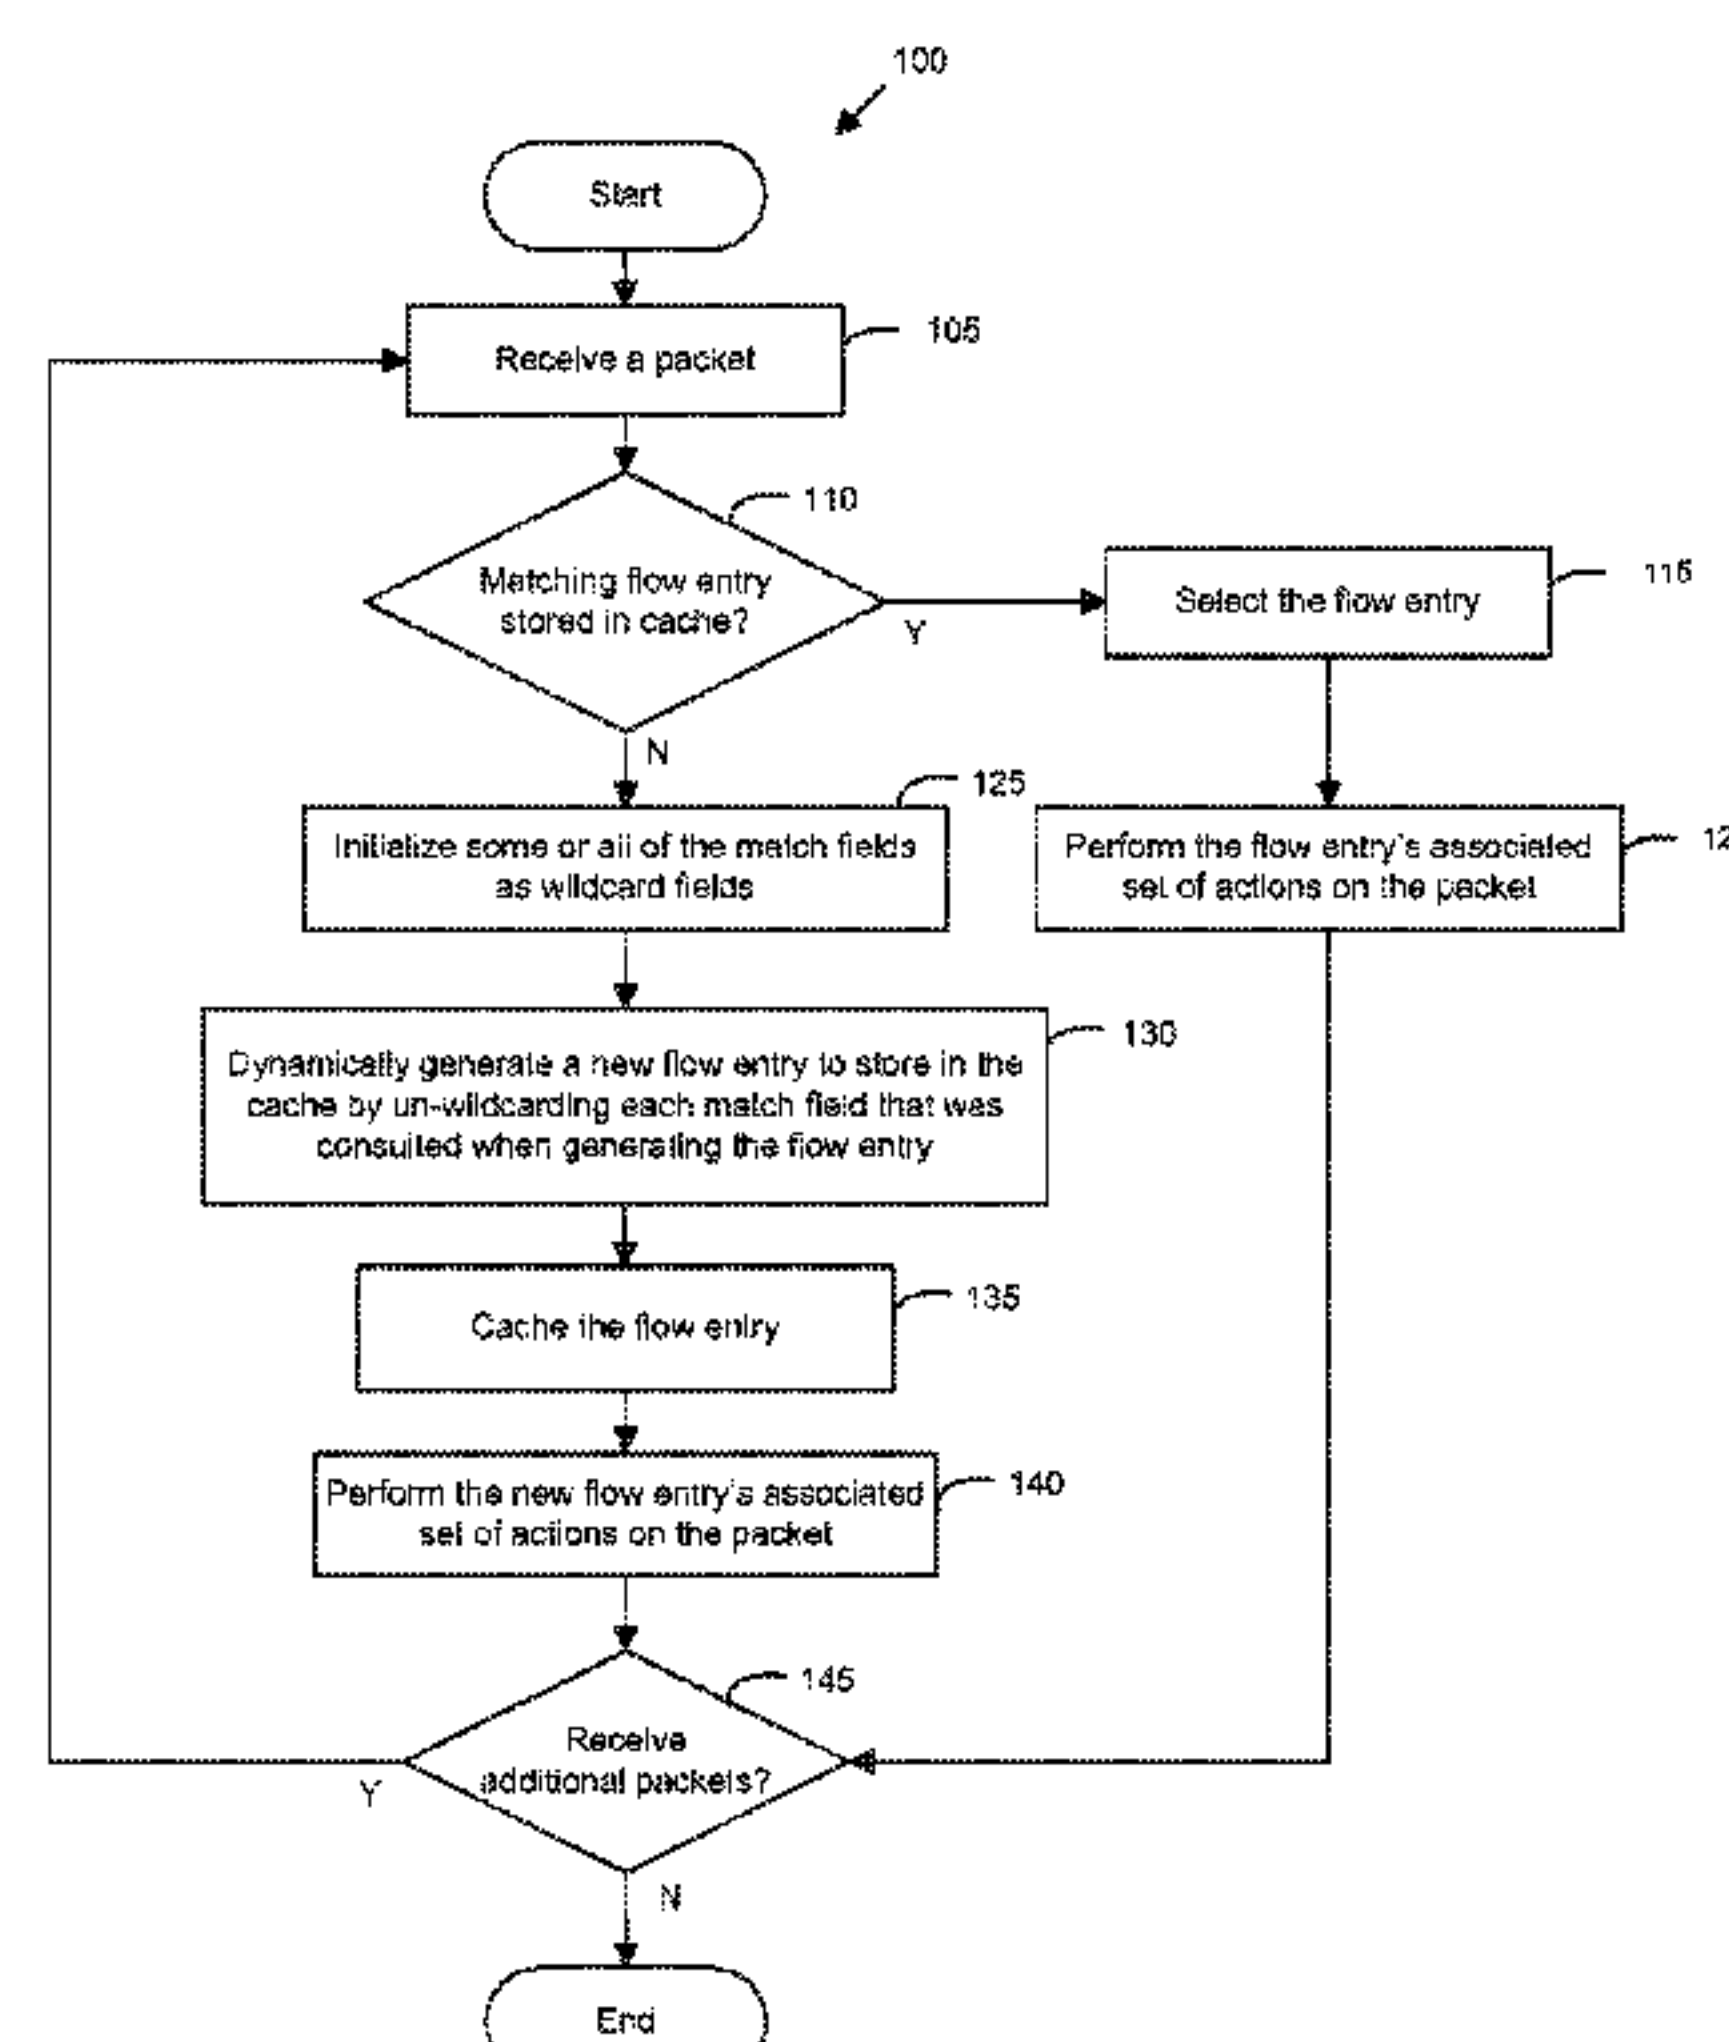 100
Start
Receive a packet
105
110
Matching flow entry
stored in cache?
Y
N
Select the flow entry
115
125
Initialize some or all of the match fields
as wildcard fields
Perform the flow entry's associated
set of actions on the packet
12
130
Dynamically generate a new flow entry to store in the
cache by un-wildcarding each match field that was
consulted when generating the flow entry
Cache the flow entry
135
Perform the new flow entry's associated
set of actions on the packet
140
145
Receive
additional packets?
Y
N
End